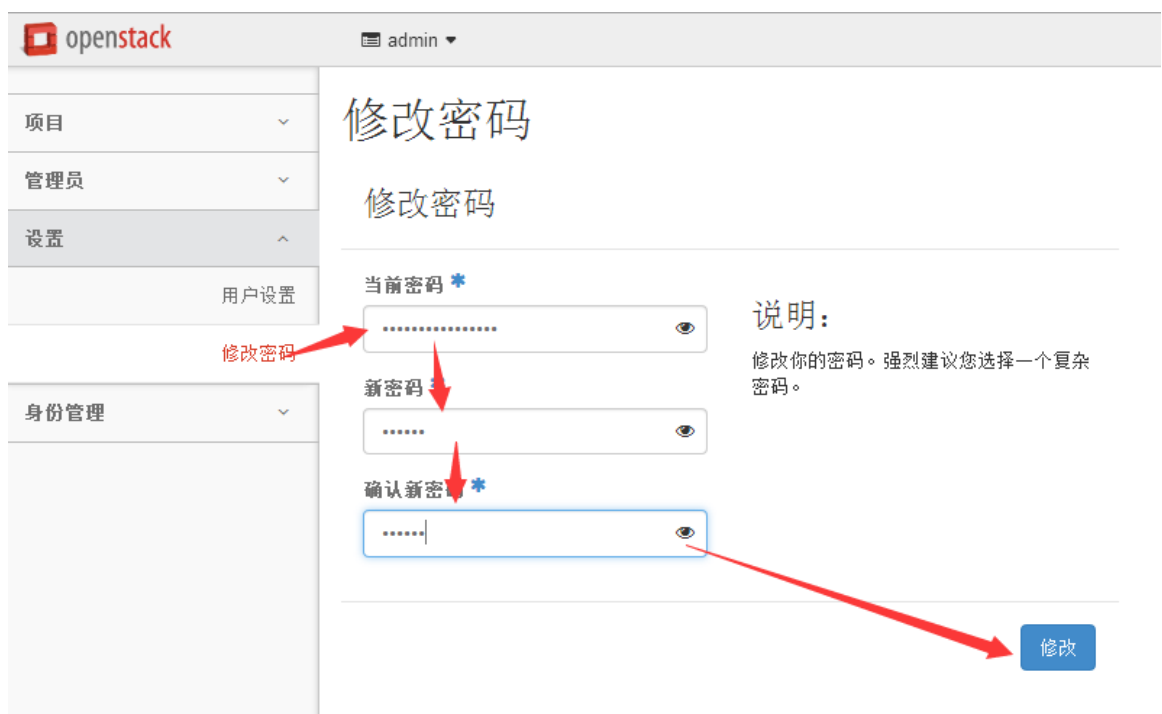 openstack
admin
项目
管理员
设置
用户设置
修改密码
身份管理
修改密码
修改密码
当前密码 *
新密码 *
确认新密码 *
说明：
修改你的密码。强烈建议您选择一个复杂
密码。
修改